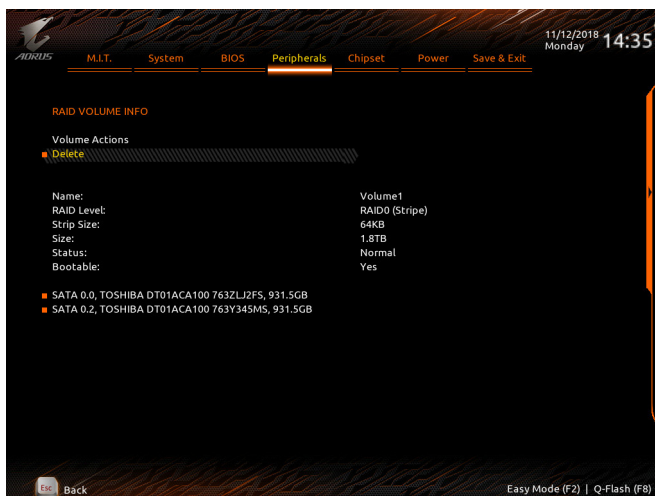 11/12/2018 14:35
Monday
AORUS
M.I.T. System BIOS Peripherals Chipset Power Save & Exit
RAID VOLUME INFO
Volume Actions
Delete
Name: Volume1
RAID Level: RAID0 (Stripe)
Strip Size: 64KB
Size: 1.8TB
Status: Normal
Bootable: Yes
SATA 0.0, TOSHIBA DT01ACA100 763ZLJ2FS, 931.5GB
SATA 0.2, TOSHIBA DT01ACA100 763Y345MS, 931.5GB
Esc Back Easy Mode (F2) | Q-Flash (F8)